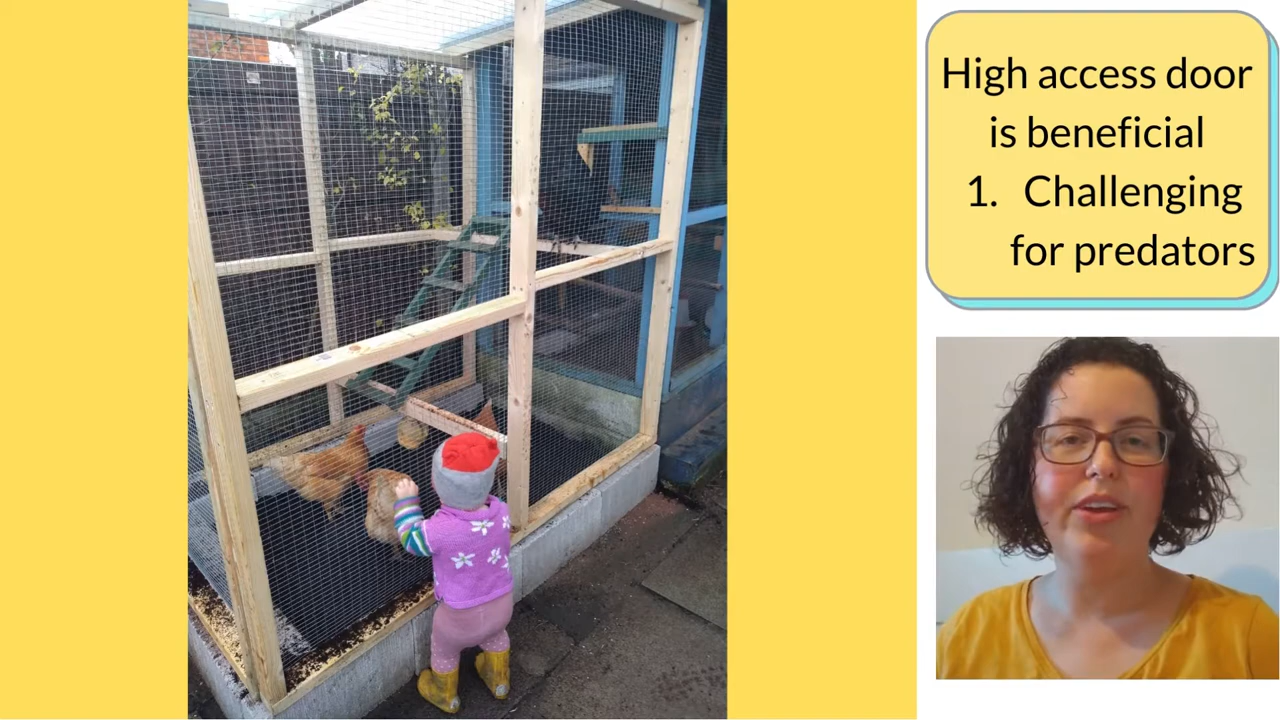 High access door
is beneficial
1. Challenging
for predators